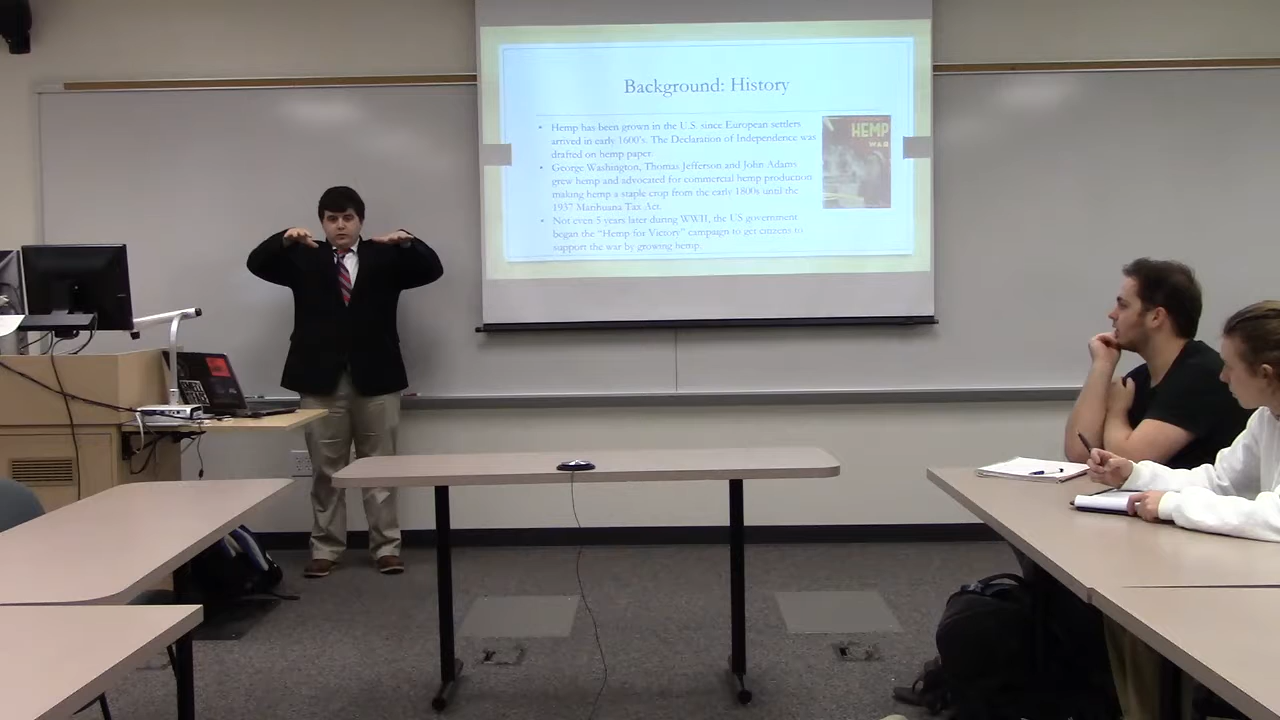 Background: History
• Hemp has been grown in the U.S. since European settlers
arrived in early 1600's. The Declaration of Independence was
drafted on hemp paper.
• George Washington, Thomas Jefferson and John Adams
grew hemp and advocated for commercial hemp production
making hemp a staple crop from the early 1800s until the
1937 Marihuana Tax Act.
• Not even 5 years later during WWII, the US government
began the "Hemp for Victory" campaign to get citizens to
support the war by growing hemp.
HEMP
WAR